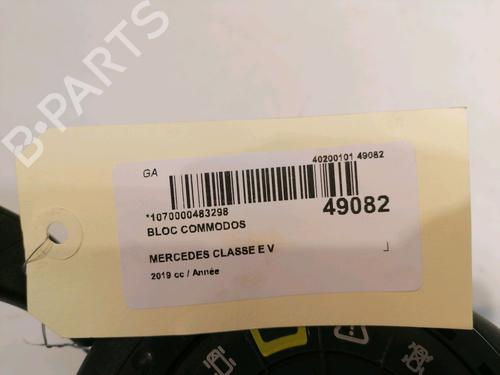 B-PARTS
GA
40200101 49082
*1070000483298
49082
BLOC COMMODOS
MERCEDES CLASSE E V
2019 cc / Année